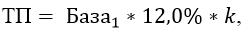 ТП = База₁ * 12,0% * k,